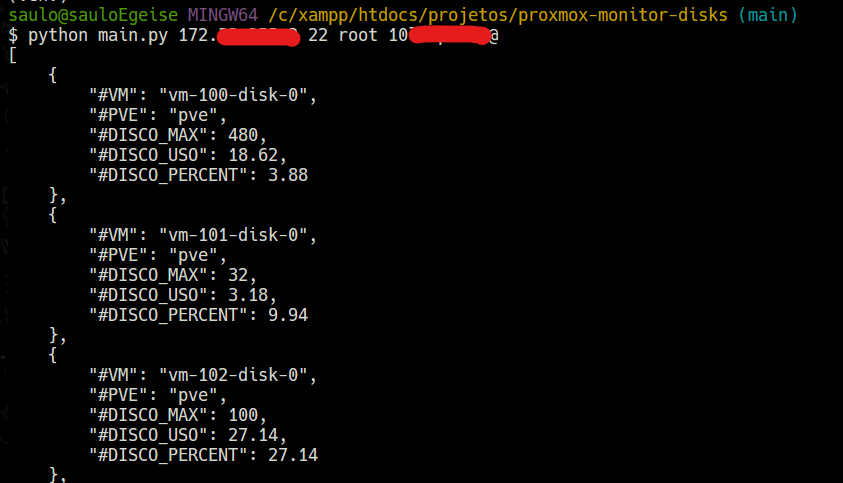 saulo@sauloEgeise MINGW64 /c/xampp/htdocs/projetos/proxmox-monitor-disks (main)
$ python main.py 172. 22 root 10 @
[
    {
        "#VM": "vm-100-disk-0",
        "#PVE": "pve",
        "#DISCO_MAX": 480,
        "#DISCO_USO": 18.62,
        "#DISCO_PERCENT": 3.88
    },
    {
        "#VM": "vm-101-disk-0",
        "#PVE": "pve",
        "#DISCO_MAX": 32,
        "#DISCO_USO": 3.18,
        "#DISCO_PERCENT": 9.94
    },
    {
        "#VM": "vm-102-disk-0",
        "#PVE": "pve",
        "#DISCO_MAX": 100,
        "#DISCO_USO": 27.14,
        "#DISCO_PERCENT": 27.14
    },